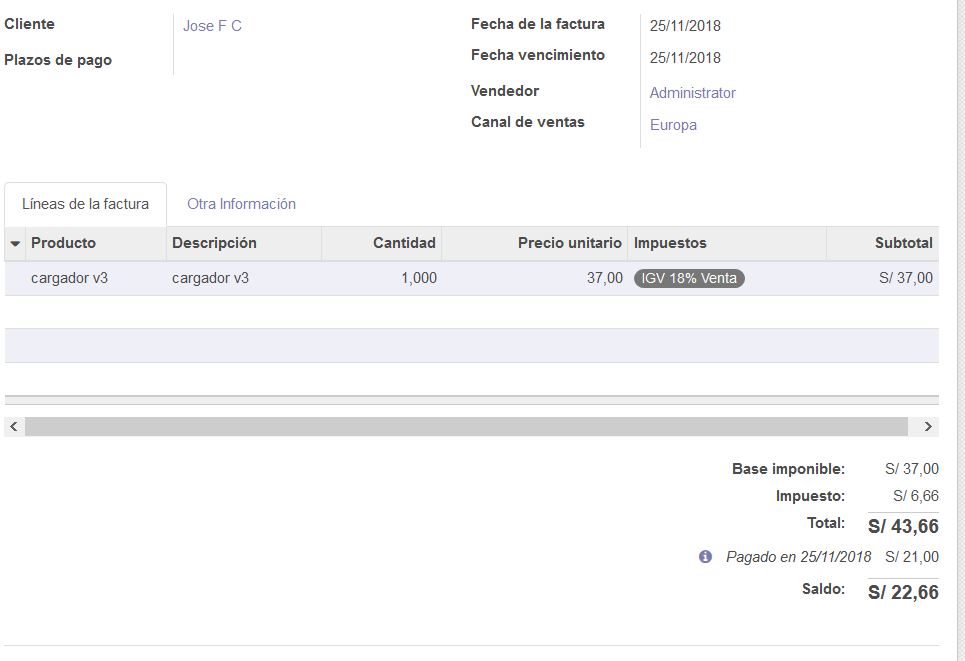 Cliente Jose F C Fecha de la factura 25/11/2018
Plazos de pago Fecha vencimiento 25/11/2018
Vendedor Administrator
Canal de ventas Europa
Líneas de la factura Otra Información
Producto Descripción Cantidad Precio unitario Impuestos Subtotal
cargador v3 cargador v3 1,000 37,00 IGV 18% Venta S/ 37,00
Base imponible: S/ 37,00
Impuesto: S/ 6,66
Total: S/ 43,66
Pagado en 25/11/2018 S/ 21,00
Saldo: S/ 22,66